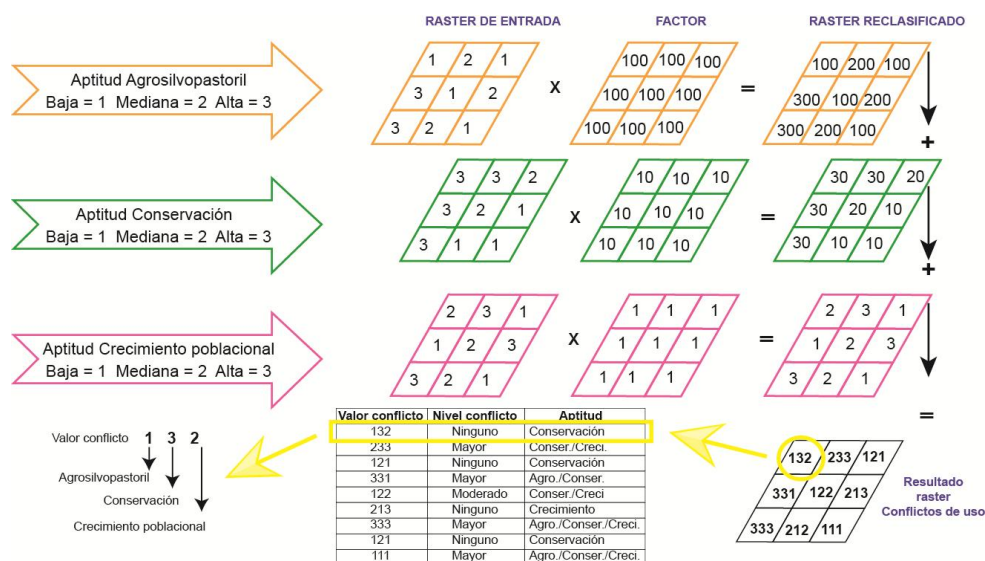 RASTER DE ENTRADA FACTOR RASTER RECLASIFICADO
Aptitud Agrosilvopastoril
Baja = 1 Mediana = 2 Alta = 3
1 2 1
3 1 2
3 2 1
X
100 100 100
100 100 100
100 100 100
=
100 200 100
300 100 200
300 200 100
+
Aptitud Conservación
Baja = 1 Mediana = 2 Alta = 3
3 3 2
3 2 1
3 1 1
X
10 10 10
10 10 10
10 10 10
=
30 30 20
30 20 10
30 10 10
+
Aptitud Crecimiento poblacional
Baja = 1 Mediana = 2 Alta = 3
2 3 1
1 2 3
3 2 1
X
1 1 1
1 1 1
1 1 1
=
2 3 1
1 2 3
3 2 1
=
Valor conflicto 1 3 2
Agrosilvopastoril
Conservación
Crecimiento poblacional
Valor conflicto Nivel conflicto Aptitud
132 Ninguno Conservación
233 Mayor Conser./Creci.
121 Ninguno Conservación
331 Mayor Agro./Conser.
122 Moderado Conser./Creci
213 Ninguno Crecimiento
333 Mayor Agro./Conser./Creci.
121 Ninguno Conservación
111 Mayor Agro./Conser./Creci.
132 233 121
331 122 213
333 212 111
Resultado
raster
Conflictos de uso